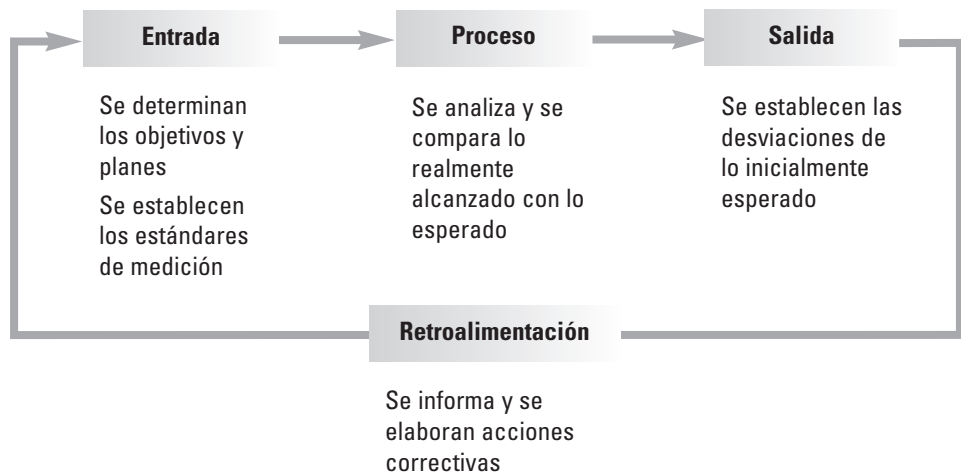 Entrada
Proceso
Salida
Se determinan
los objetivos y
planes
Se establecen
los estándares
de medición
Se analiza y se
compara lo
realmente
alcanzado con lo
esperado
Se establecen las
desviaciones de
lo inicialmente
esperado
Retroalimentación
Se informa y se
elaboran acciones
correctivas